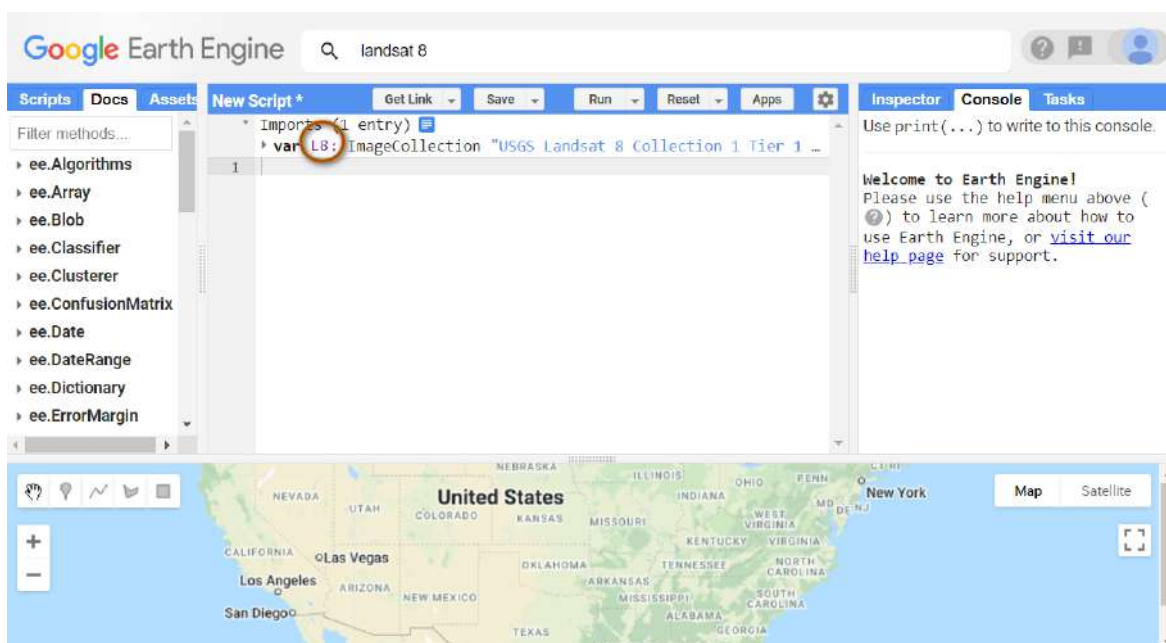 Google Earth Engine
landsat 8
Scripts Docs Assets
New Script *
Get Link Save Run Reset Apps
Inspector Console Tasks
Filter methods...
ee.Algorithms
ee.Array
ee.Blob
ee.Classifier
ee.Clusterer
ee.ConfusionMatrix
ee.Date
ee.DateRange
ee.Dictionary
ee.ErrorMargin
Imports (1 entry)
var L8: ImageCollection "USGS Landsat 8 Collection 1 Tier 1 …
1
Use print(...) to write to this console.
Welcome to Earth Engine!
Please use the help menu above (
) to learn more about how to
use Earth Engine, or visit our
help page for support.
NEBRASKA
ILLINOIS
OHIO
PENN
New York
Map Satellite
NEVADA
United States
INDIANA
MD
DE NJ
UTAH
COLORADO
KANSAS
MISSOURI
WEST
VIRGINIA
KENTUCKY
VIRGINIA
CALIFORNIA
Las Vegas
OKLAHOMA
TENNESSEE
NORTH
CAROLINA
Los Angeles
ARIZONA
NEW MEXICO
ARKANSAS
MISSISSIPPI
SOUTH
CAROLINA
San Diego
ALABAMA
TEXAS
GEORGIA